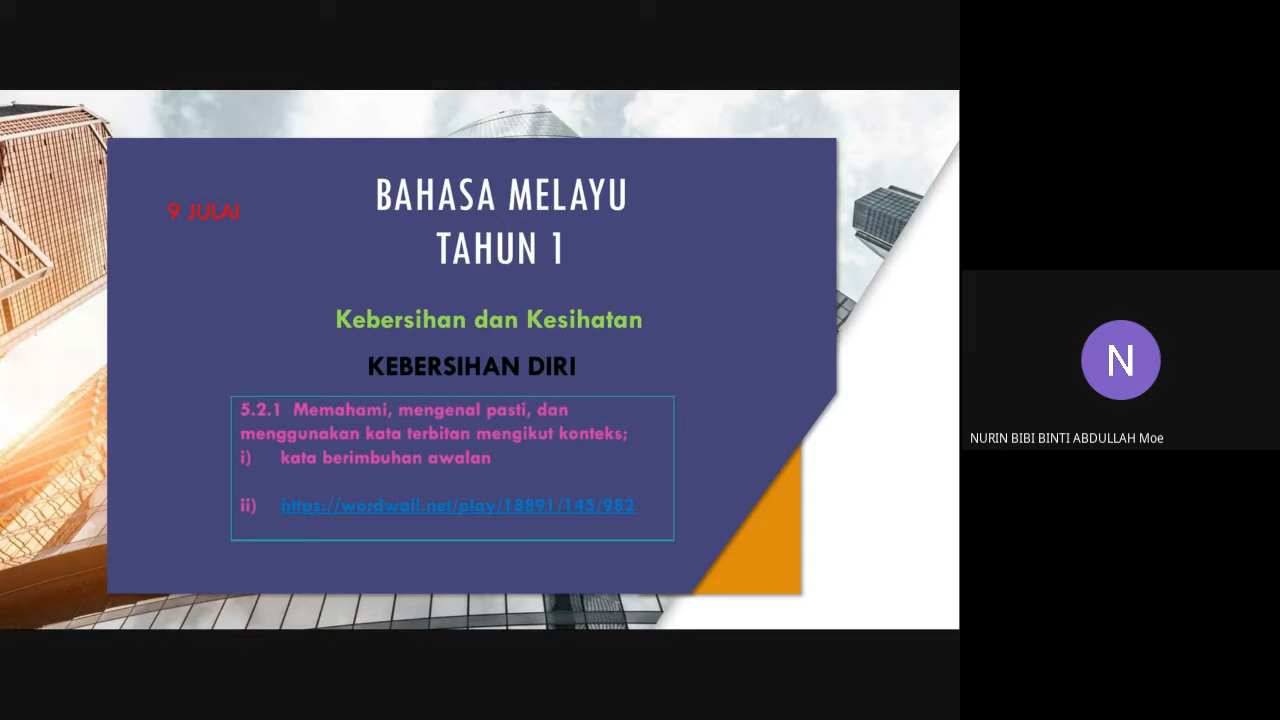 9 JULAI
BAHASA MELAYU
TAHUN 1
Kebersihan dan Kesihatan
KEBERSIHAN DIRI
5.2.1 Memahami, mengenal pasti, dan
menggunakan kata terbitan mengikut konteks;
i) kata berimbuhan awalan
ii) https://wordwall.net/play/18891/145/982
N
NURIN BIBI BINTI ABDULLAH Moe